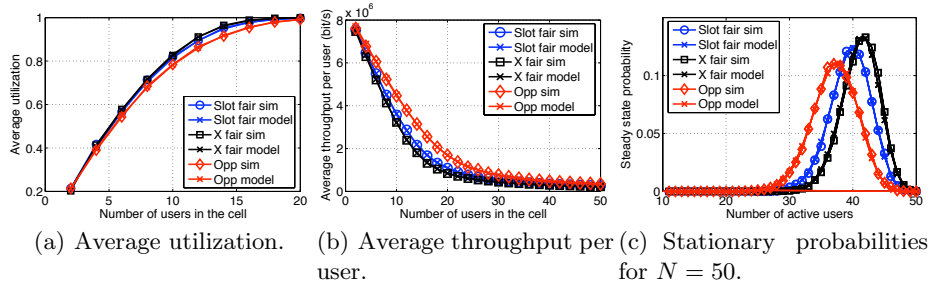 1
0.8
0.6
0.4
0.2
0
5
10
15
20
Average utilization
Number of users in the cell
Slot fair sim
Slot fair model
X fair sim
X fair model
Opp sim
Opp model
(a) Average utilization.
8
x 10^6
6
4
2
0
0
10
20
30
40
50
Average throughput per user (bit/s)
Number of users in the cell
Slot fair sim
Slot fair model
X fair sim
X fair model
Opp sim
Opp model
(b) Average throughput per
user.
0.1
0.05
0
20
30
40
50
Steady state probability
Number of active users
Slot fair sim
Slot fair model
X fair sim
X fair model
Opp sim
Opp model
(c) Stationary probabilities
for N = 50.